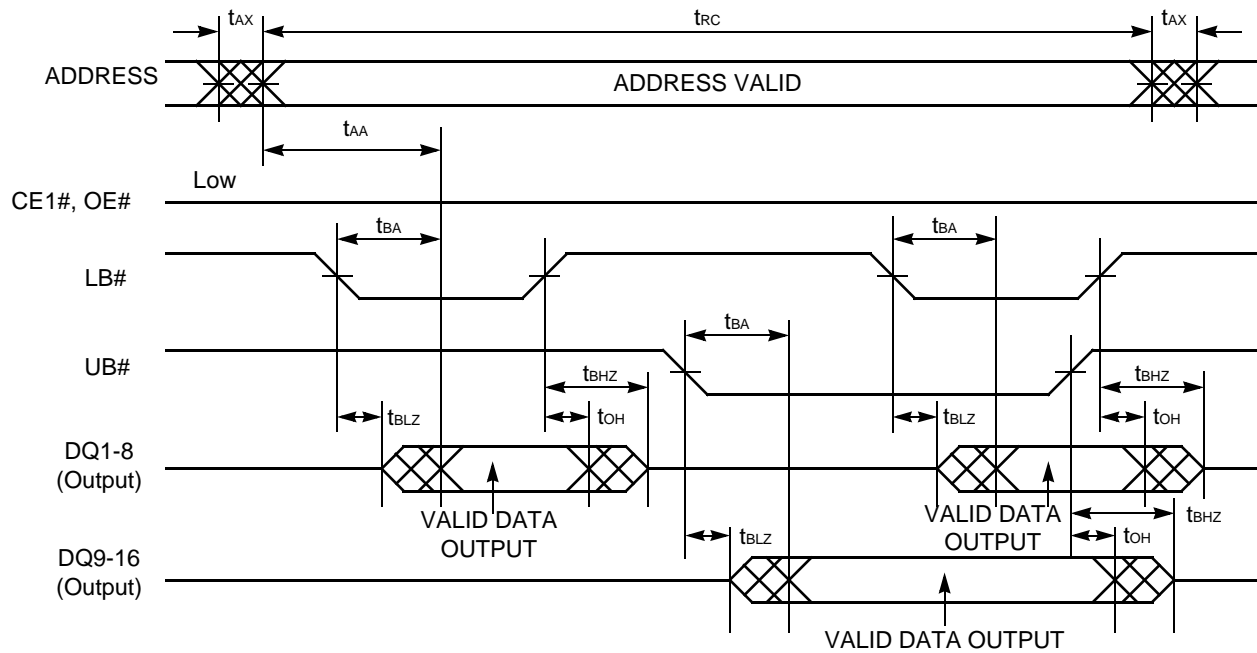 tAX tRC tAX
ADDRESS ADDRESS VALID
tAA
Low
CE1#, OE#
tBA tBA
LB#
tBA
UB#
tBHZ tBHZ
tBLZ tOH tBLZ tOH
DQ1-8
(Output)
VALID DATA
OUTPUT
VALID DATA
OUTPUT
tBHZ
tBLZ tOH
DQ9-16
(Output)
VALID DATA OUTPUT